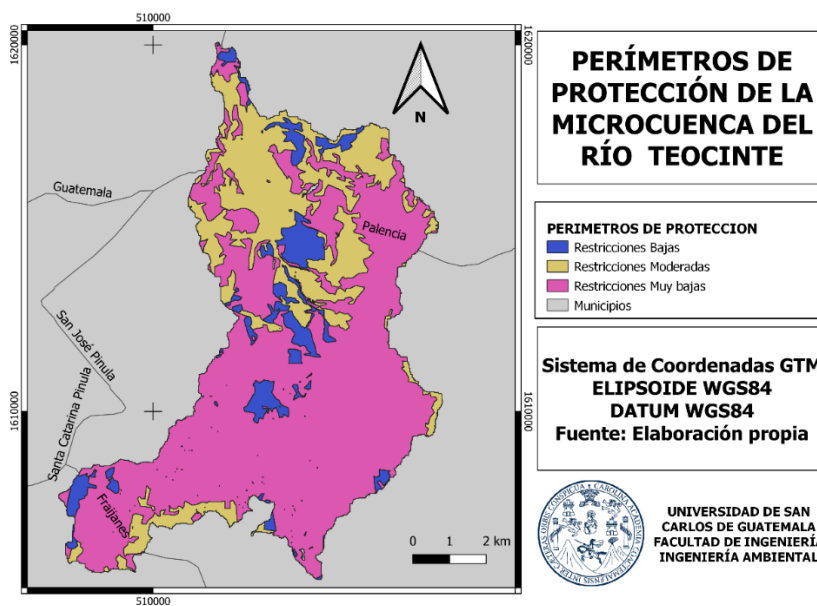 510000
1620000
1620000
N
Guatemala
Palencia
San José Pinula
Santa Catarina Pinula
Fraijanes
1610000
1610000
0 1 2 km
510000
PERÍMETROS DE
PROTECCIÓN DE LA
MICROCUENCA DEL
RÍO TEOCINTE
PERIMETROS DE PROTECCION
Restricciones Bajas
Restricciones Moderadas
Restricciones Muy bajas
Municipios
Sistema de Coordenadas GTM
ELIPSOIDE WGS84
DATUM WGS84
Fuente: Elaboración propia
UNIVERSIDAD DE SAN
CARLOS DE GUATEMALA
FACULTAD DE INGENIERÍA
INGENIERÍA AMBIENTAL